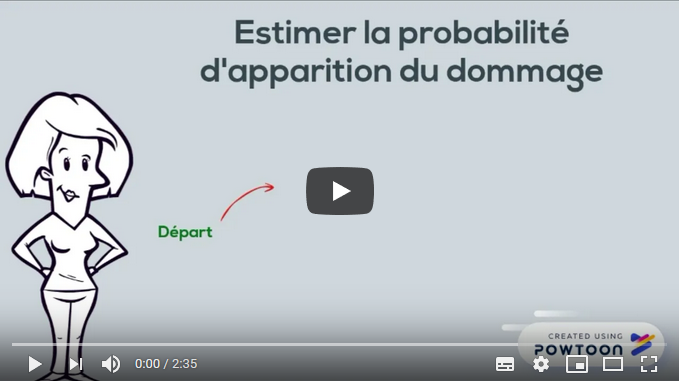 Estimer la probabilité
d'apparition du dommage
Départ
CREATED USING
POWTOON
0:00 / 2:35